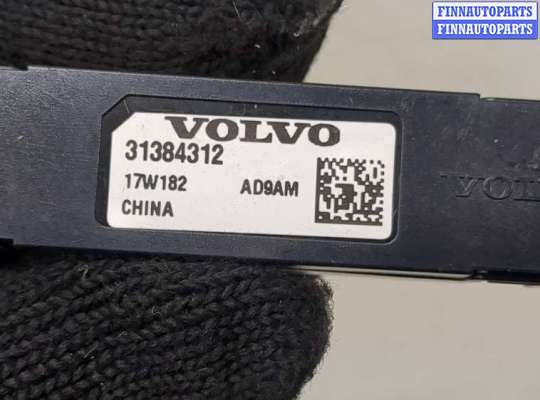 FINNAUTOPARTS
FINNAUTOPARTS
VOLVO
31384312
17W182 AD9AM
CHINA